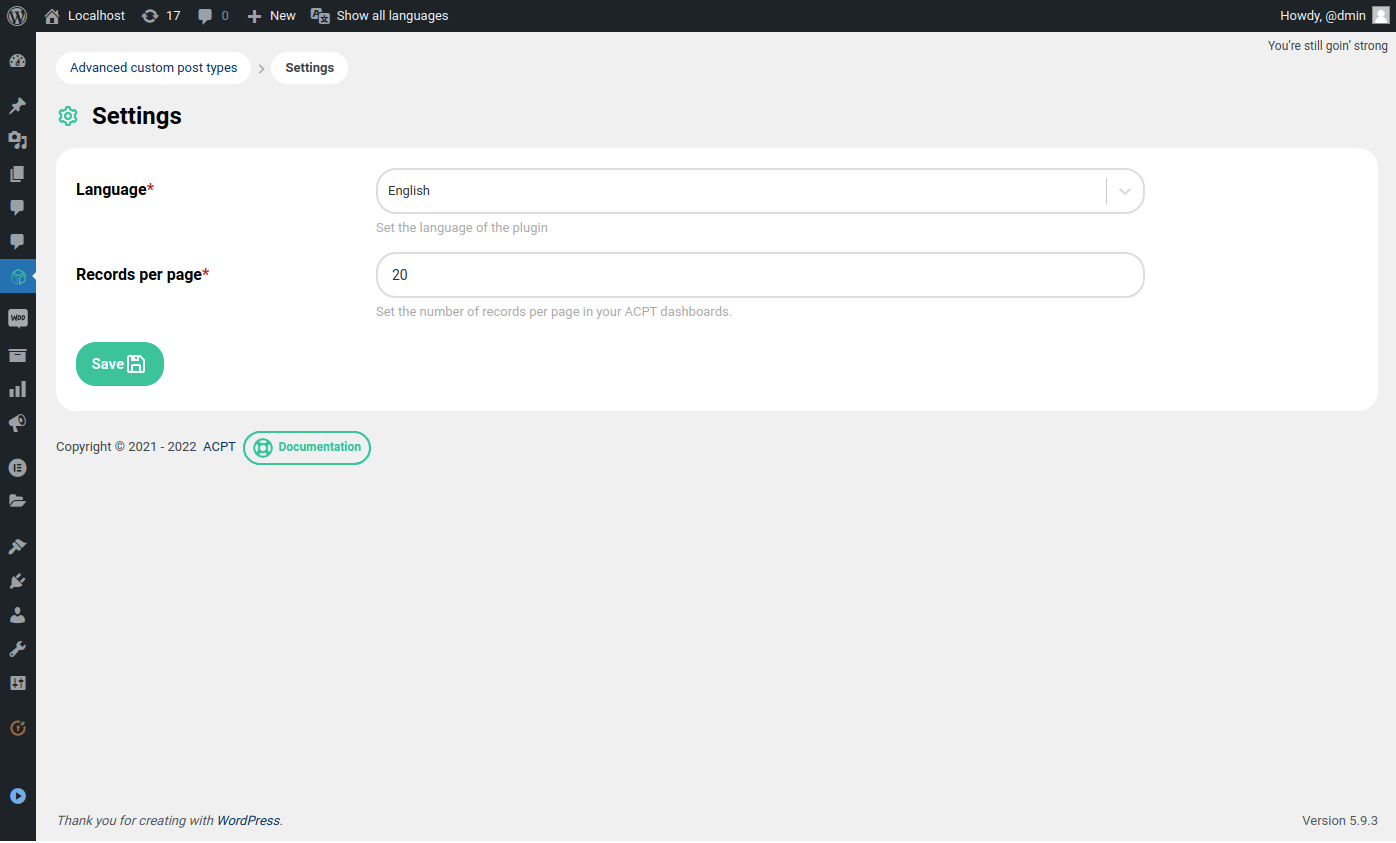 Localhost 17 0 New Show all languages Howdy, @dmin
You're still goin' strong
Advanced custom post types Settings
Settings
Language*
English
Set the language of the plugin
Records per page*
20
Set the number of records per page in your ACPT dashboards.
Save
Woo
Copyright © 2021 - 2022 ACPT Documentation
Thank you for creating with WordPress. Version 5.9.3